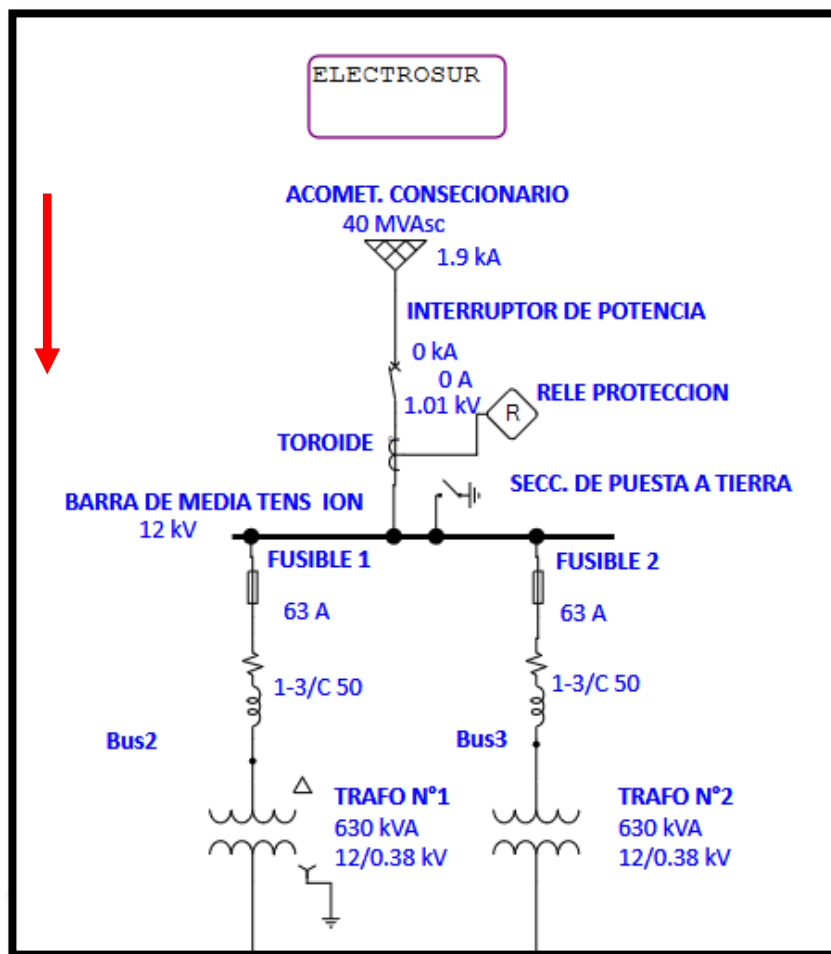 ELECTROSUR
ACOMET. CONSECIONARIO
40 MVAsc
1.9 kA
INTERRUPTOR DE POTENCIA
0 kA
0 A
1.01 kV
R
RELE PROTECCION
TOROIDE
SECC. DE PUESTA A TIERRA
BARRA DE MEDIA TENS ION
12 kV
FUSIBLE 1
FUSIBLE 2
63 A
63 A
1-3/C 50
1-3/C 50
Bus2
Bus3
TRAFO N°1
630 kVA
12/0.38 kV
TRAFO N°2
630 kVA
12/0.38 kV